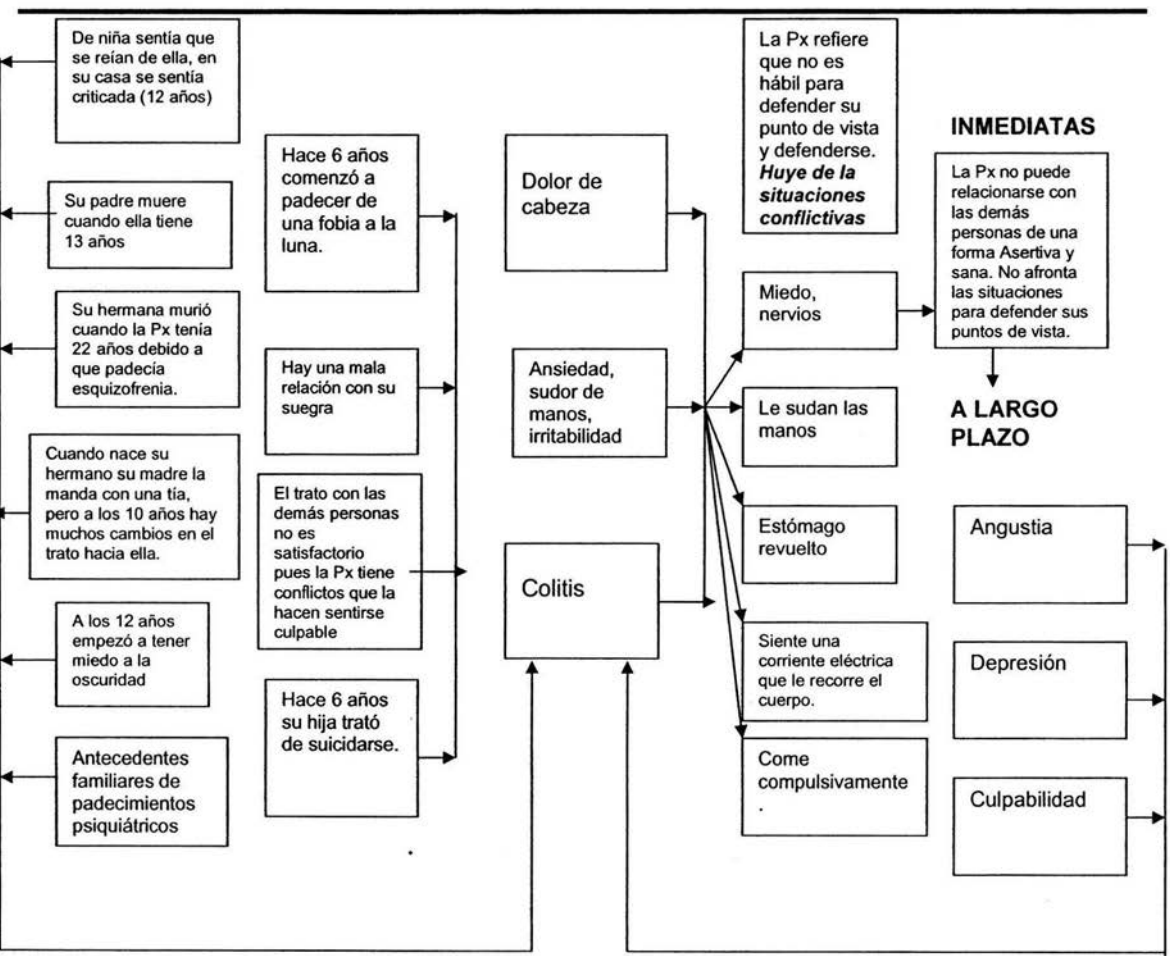 De niña sentía que
se reían de ella, en
su casa se sentía
criticada (12 años)
Su padre muere
cuando ella tiene
13 años
Su hermana murió
cuando la Px tenía
22 años debido a
que padecía
esquizofrenia.
Cuando nace su
hermano su madre la
manda con una tía,
pero a los 10 años hay
muchos cambios en el
trato hacia ella.
A los 12 años
empezó a tener
miedo a la
oscuridad
Antecedentes
familiares de
padecimientos
psiquiátricos
Hace 6 años
comenzó a
padecer de
una fobia a la
luna.
Hay una mala
relación con su
suegra
El trato con las
demás personas
no es
satisfactorio
pues la Px tiene
conflictos que la
hacen sentirse
culpable
Hace 6 años
su hija trató
de suicidarse.
Dolor de
cabeza
Ansiedad,
sudor de
manos,
irritabilidad
Colitis
La Px refiere
que no es
hábil para
defender su
punto de vista
y defenderse.
Huye de la
situaciones
conflictivas
Miedo,
nervios
Le sudan las
manos
Estómago
revuelto
Siente una
corriente eléctrica
que le recorre el
cuerpo.
Come
compulsivamente
.
INMEDIATAS
La Px no puede
relacionarse con
las demás
personas de una
forma Asertiva y
sana. No afronta
las situaciones
para defender sus
puntos de vista.
A LARGO
PLAZO
Angustia
Depresión
Culpabilidad